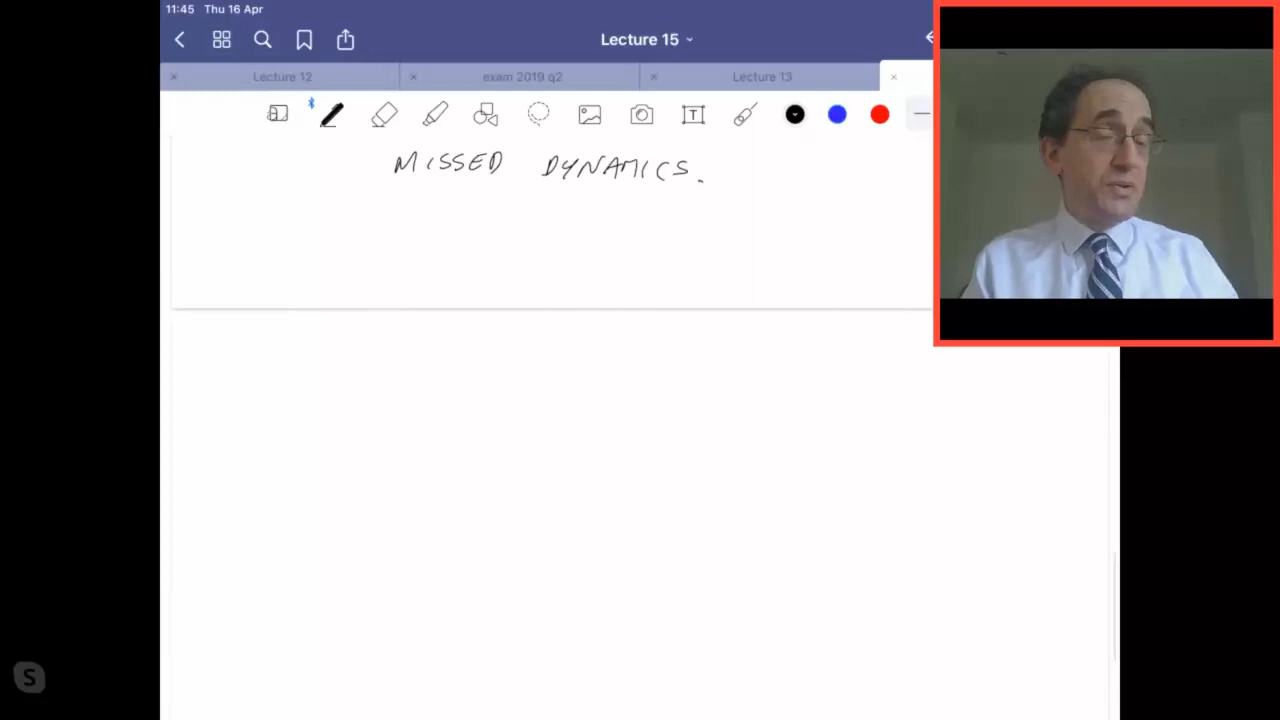 11:45 Thu 16 Apr
Lecture 15
Lecture 12 exam 2019 q2 Lecture 13
T
MISSED DYNAMICS.
S